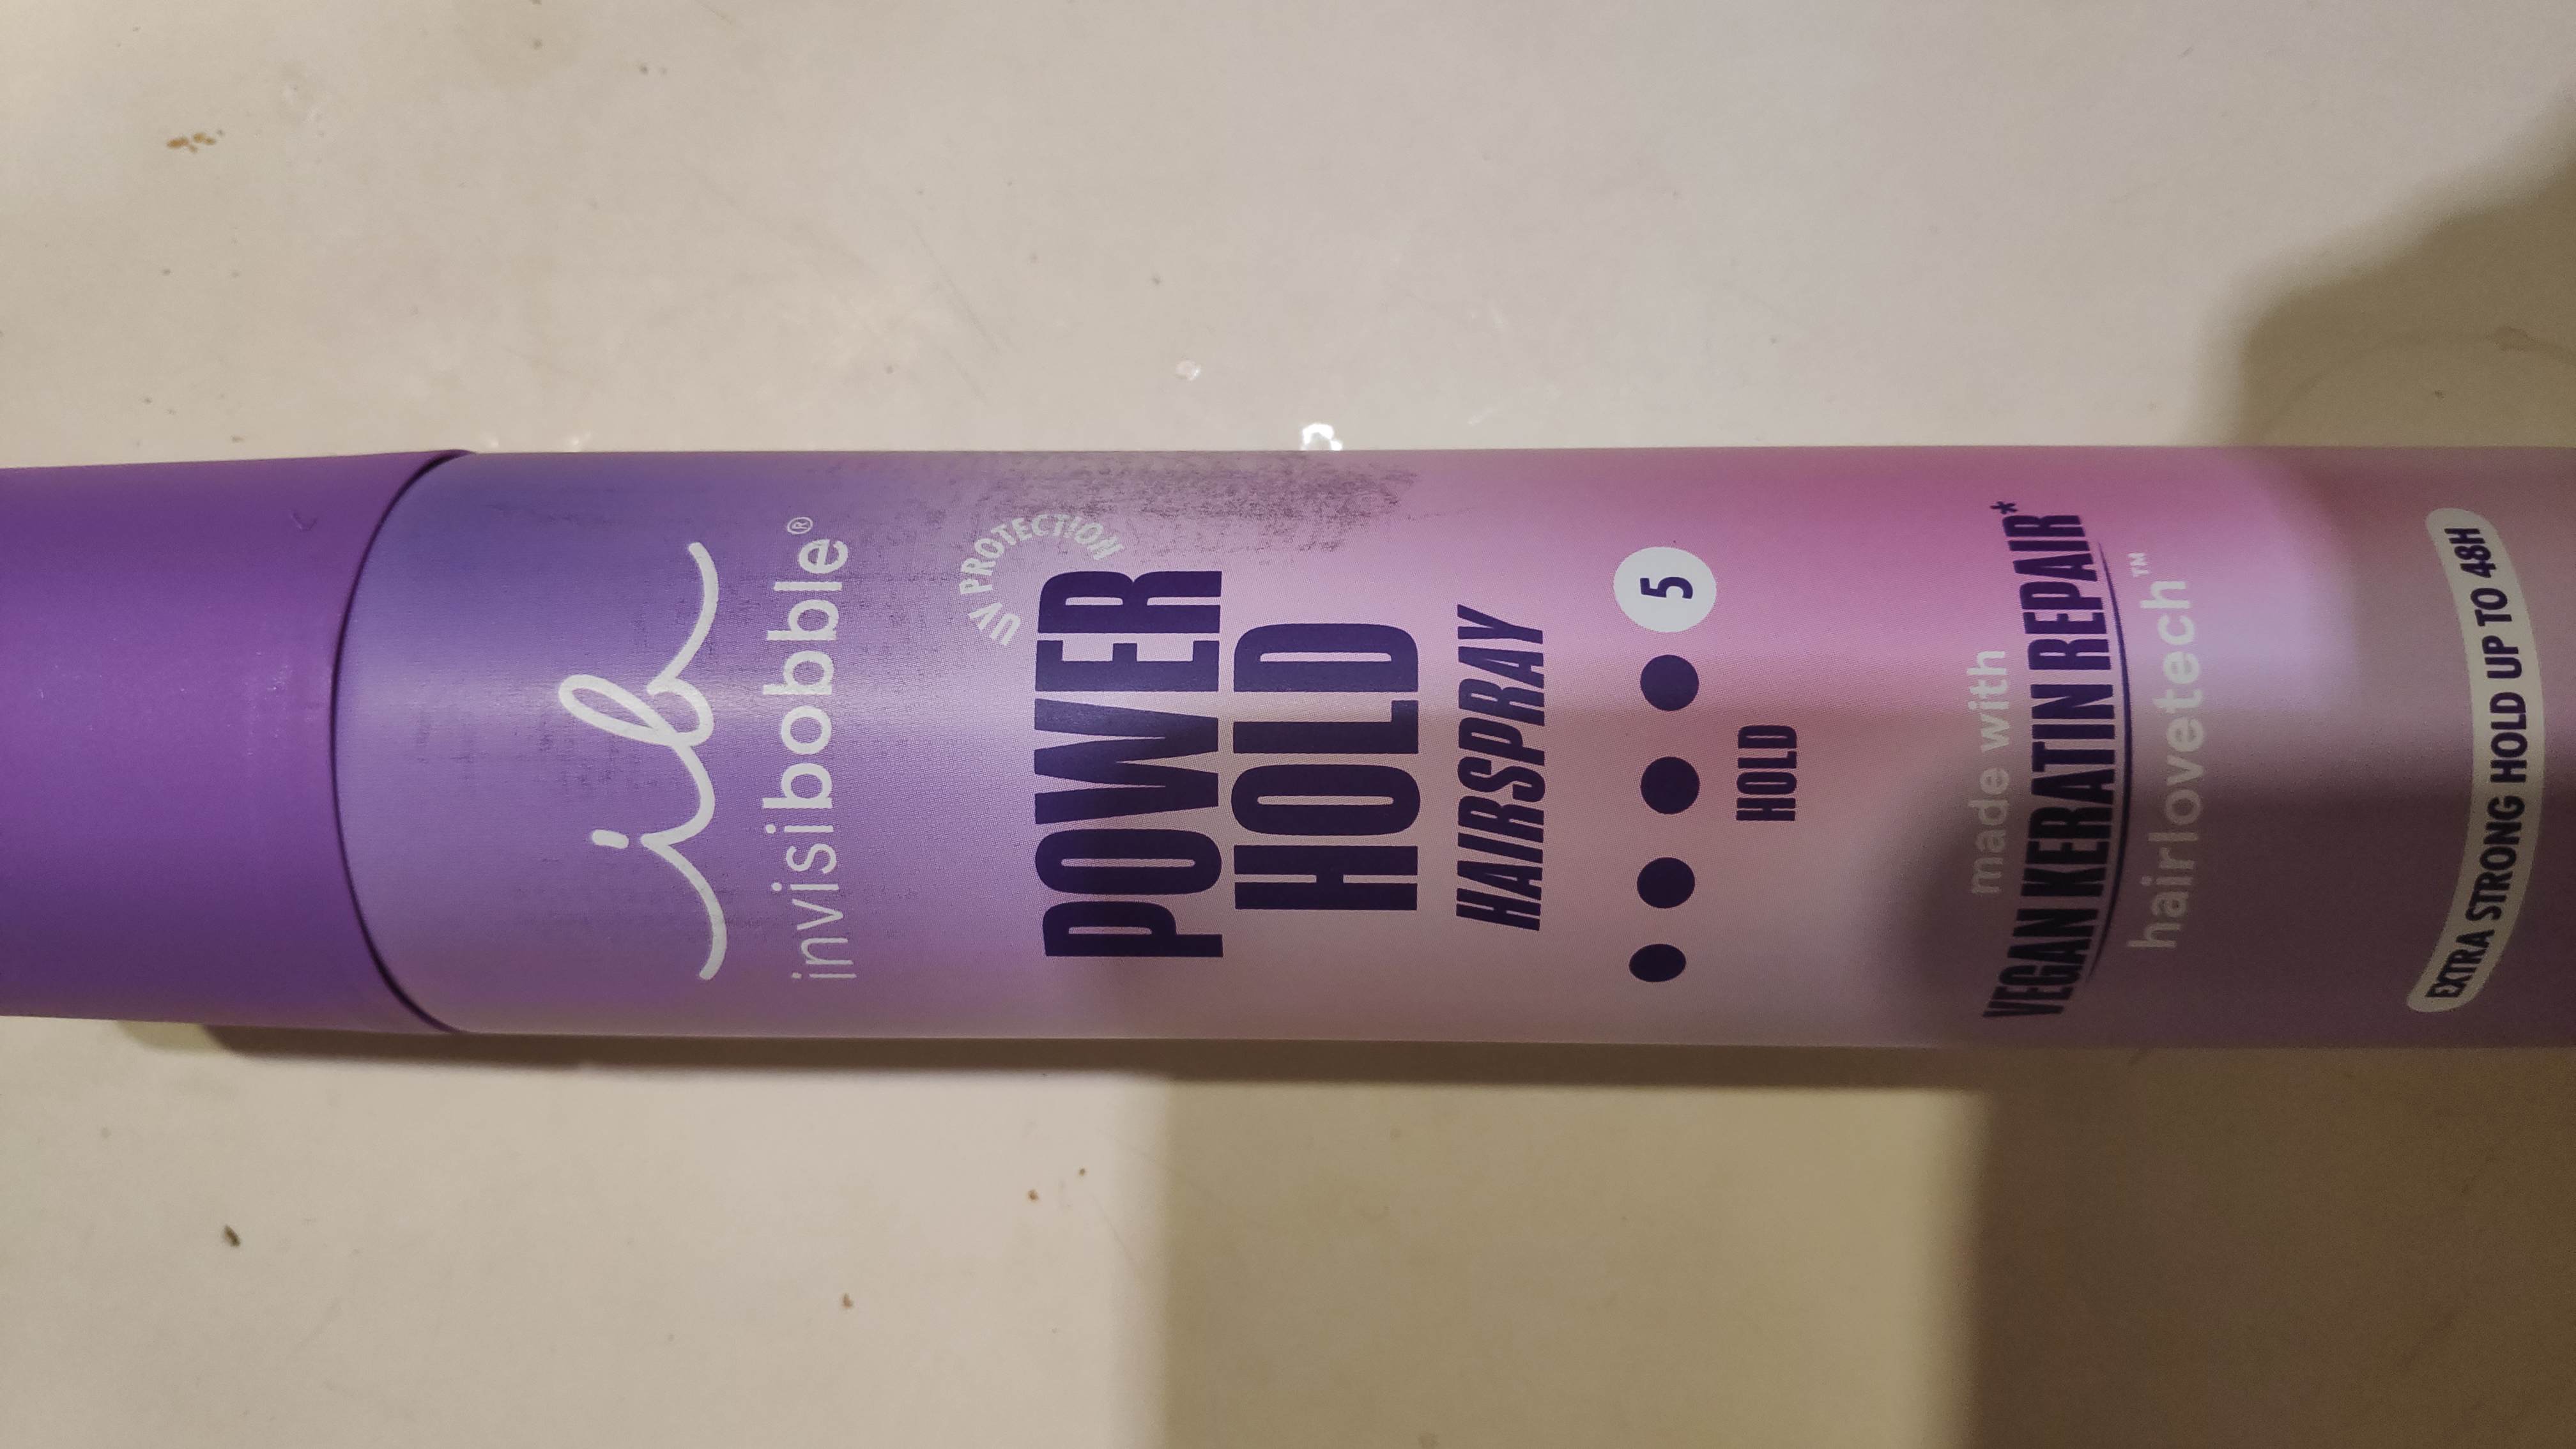 ib
invisibobble®
UV PROTECTION
POWER
HOLD
HAIRSPRAY
5
HOLD
made with
VEGAN KERATIN REPAIR*
hairlovetech™
EXTRA STRONG HOLD UP TO 48H